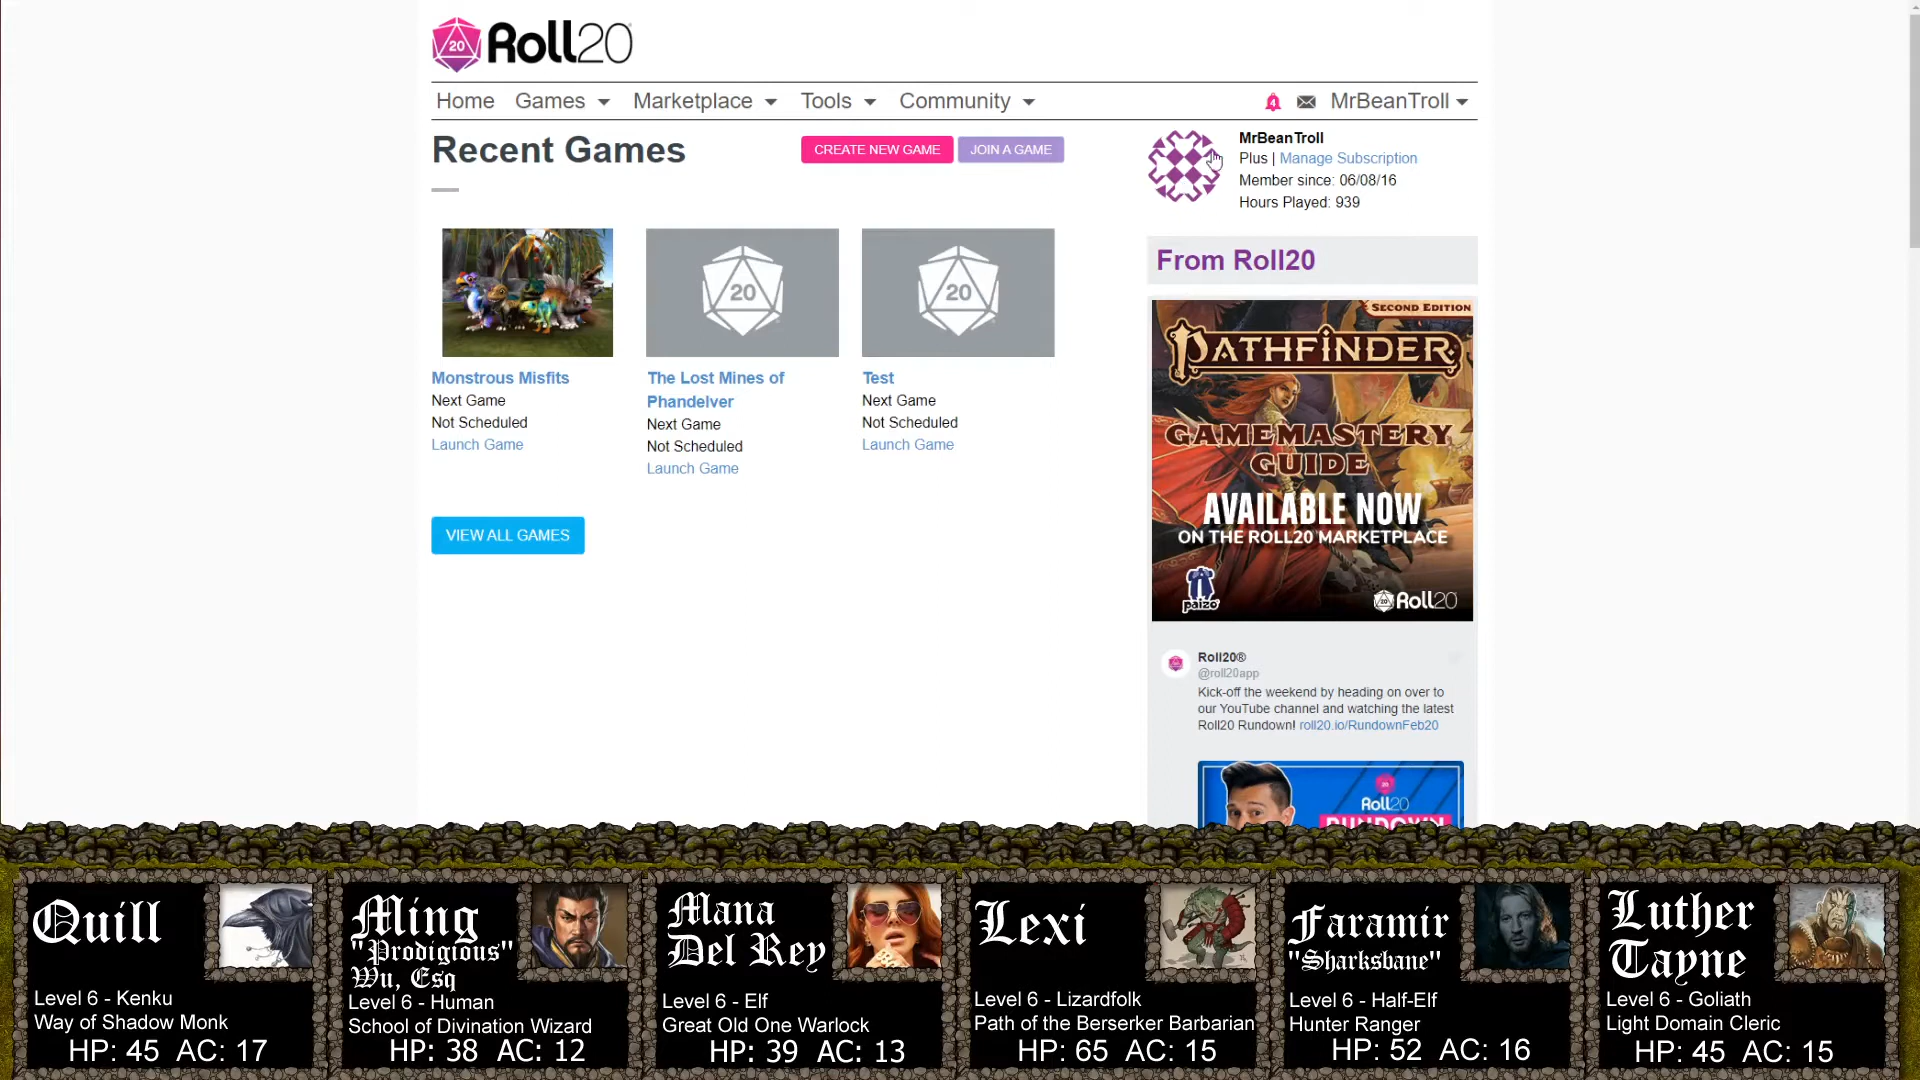 20 Roll20
Home Games Marketplace Tools Community 4 MrBeanTroll
Recent Games CREATE NEW GAME JOIN A GAME
MrBeanTroll
Plus | Manage Subscription
Member since: 06/08/16
Hours Played: 939
20 20
Monstrous Misfits
Next Game
Not Scheduled
Launch Game
The Lost Mines of
Phandelver
Next Game
Not Scheduled
Launch Game
Test
Next Game
Not Scheduled
Launch Game
VIEW ALL GAMES
From Roll20
SECOND EDITION
PATHFINDER
GAMEMASTERY
GUIDE
AVAILABLE NOW
ON THE ROLL20 MARKETPLACE
paizo Roll20
Roll20®
@roll20app
Kick-off the weekend by heading on over to
our YouTube channel and watching the latest
Roll20 Rundown! roll20.io/RundownFeb20
Roll20
RUNDOWN
Quill
Level 6 - Kenku
Way of Shadow Monk
HP: 45 AC: 17
Ming
"Prodigious"
Wu, Esq
Level 6 - Human
School of Divination Wizard
HP: 38 AC: 12
Mana
Del Rey
Level 6 - Elf
Great Old One Warlock
HP: 39 AC: 13
Lexi
Level 6 - Lizardfolk
Path of the Berserker Barbarian
HP: 65 AC: 15
Faramir
"Sharksbane"
Level 6 - Half-Elf
Hunter Ranger
HP: 52 AC: 16
Luther
Tayne
Level 6 - Goliath
Light Domain Cleric
HP: 45 AC: 15